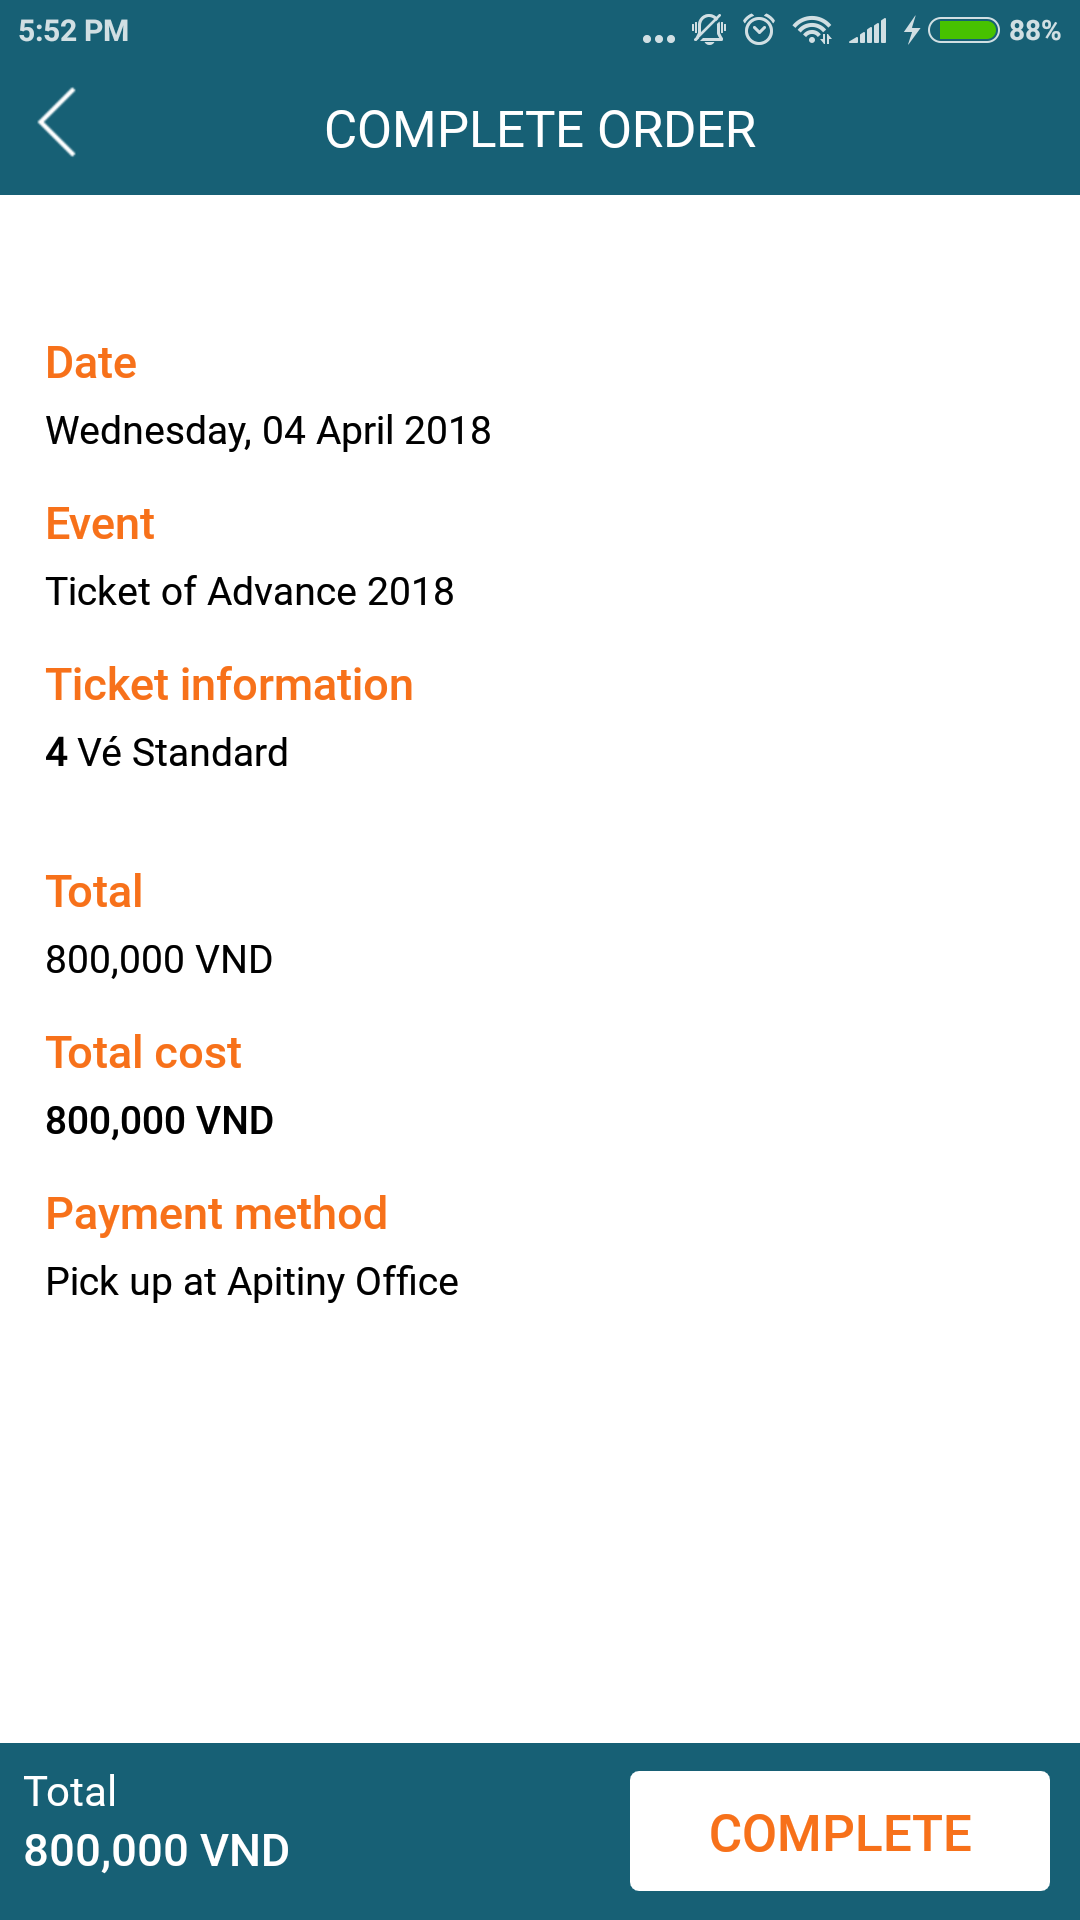 5:52 PM
88%
COMPLETE ORDER
Date
Wednesday, 04 April 2018
Event
Ticket of Advance 2018
Ticket information
4 Vé Standard
Total
800,000 VND
Total cost
800,000 VND
Payment method
Pick up at Apitiny Office
Total
800,000 VND
COMPLETE